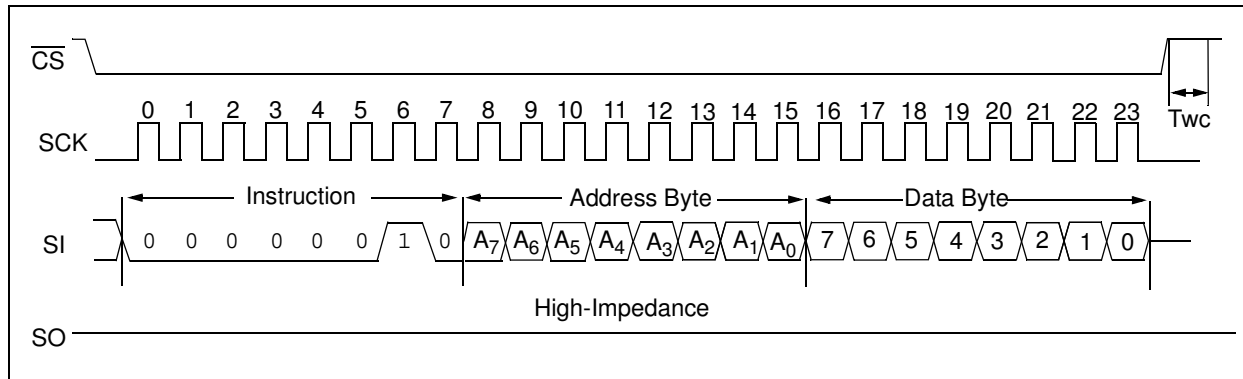 CS
0 1 2 3 4 5 6 7 8 9 10 11 12 13 14 15 16 17 18 19 20 21 22 23
Twc
SCK
Instruction Address Byte Data Byte
SI 0 0 0 0 0 0 1 0 A7 A6 A5 A4 A3 A2 A1 A0 7 6 5 4 3 2 1 0
High-Impedance
SO